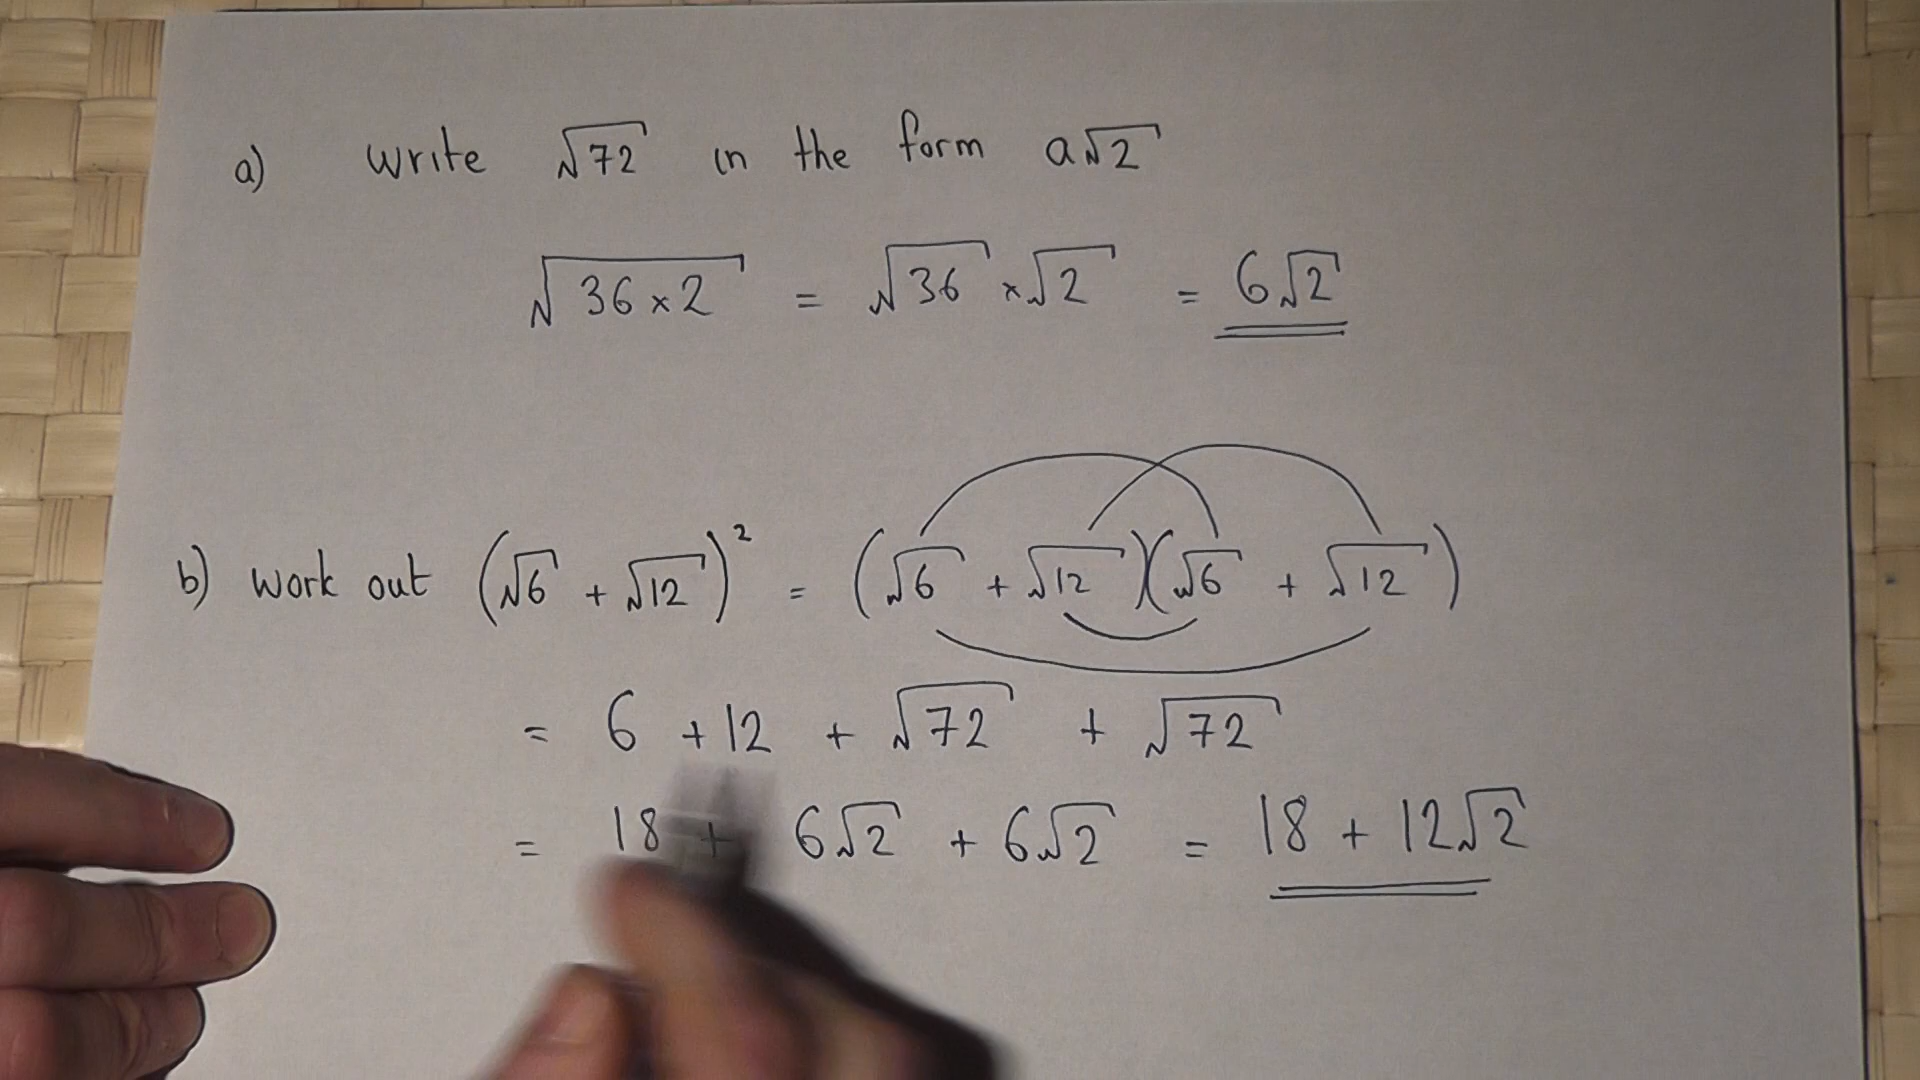 a) write √72 in the form a√2
√36×2 = √36 × √2 = 6√2
b) work out (√6 + √12)² = (√6 + √12)(√6 + √12)
= 6 + 12 + √72 + √72
= 18 + 6√2 + 6√2 = 18 + 12√2